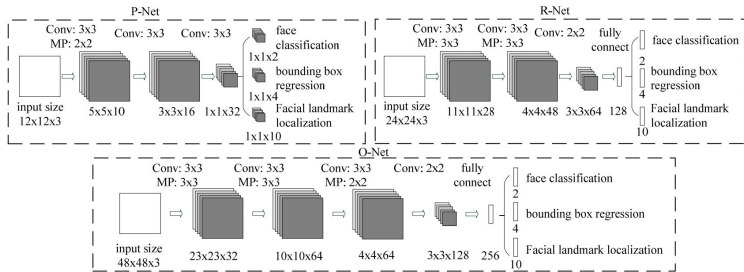 P-Net
Conv: 3x3
MP: 2x2
Conv: 3x3
Conv: 3x3
face
classification
1x1x2
bounding box
regression
1x1x4
Facial landmark
localization
1x1x10
input size
12x12x3
5x5x10
3x3x16
1x1x32
R-Net
Conv: 3x3
MP: 3x3
Conv: 3x3
MP: 3x3
Conv: 2x2
fully
connect
face classification
2
bounding box
regression
4
Facial landmark
localization
10
input size
24x24x3
11x11x28
4x4x48
3x3x64
128
O-Net
Conv: 3x3
MP: 3x3
Conv: 3x3
MP: 3x3
Conv: 3x3
MP: 2x2
Conv: 2x2
fully
connect
face classification
2
bounding box regression
4
Facial landmark localization
10
input size
48x48x3
23x23x32
10x10x64
4x4x64
3x3x128
256